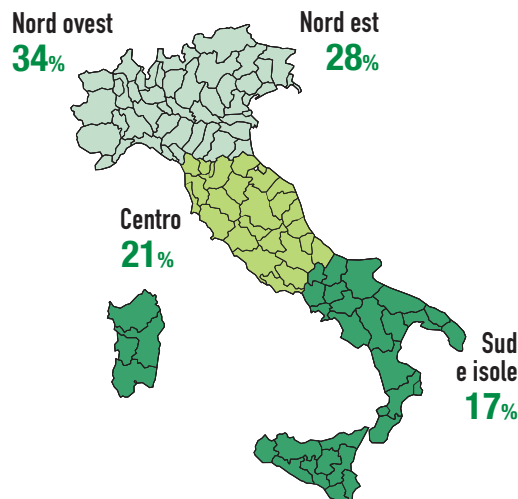 Nord ovest
34%
Nord est
28%
Centro
21%
Sud
e isole
17%